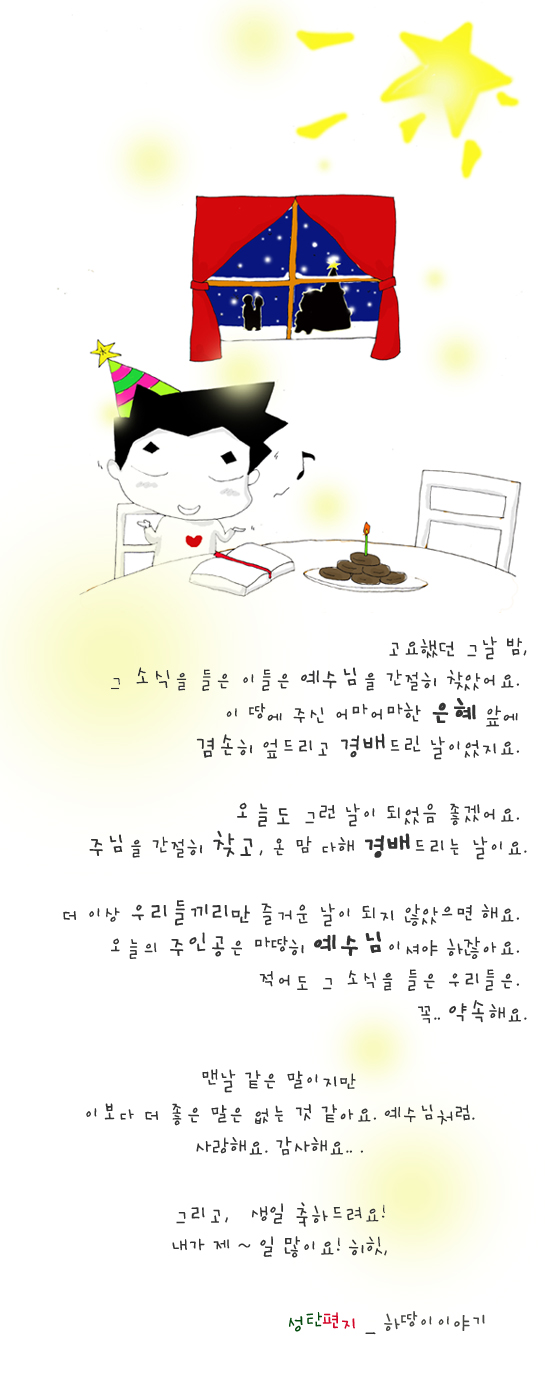 고요했던 그날 밤,
그 소식을 들은 이들은 예수님을 간절히 찾았어요.
이 땅에 주신 어마어마한 은혜 앞에
겸손히 엎드리고 경배드린 날이었지요.
오늘도 그런 날이 되었음 좋겠어요.
주님을 간절히 찾고, 온 맘 다해 경배드리는 날이요.
더 이상 우리들끼리만 즐거운 날이 되지 않았으면 해요.
오늘의 주인공은 마땅히 예수님이셔야 하잖아요.
적어도 그 소식을 들은 우리들은.
꼭.. 약속해요.
맨날 같은 말이지만
이보다 더 좋은 말은 없는 것 같아요. 예수님처럼.
사랑해요. 감사해요.. .
그리고, 생일 축하드려요!
내가 제 ~ 일 많이요! 히힛,
성탄편지 _ 하땅이 이야기